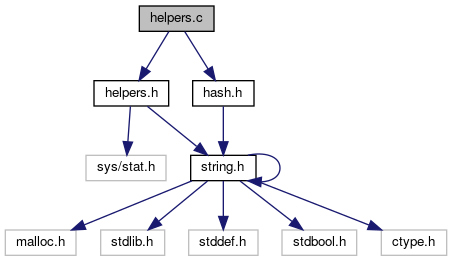 helpers.c
helpers.h
hash.h
sys/stat.h
string.h
malloc.h
stdlib.h
stddef.h
stdbool.h
ctype.h